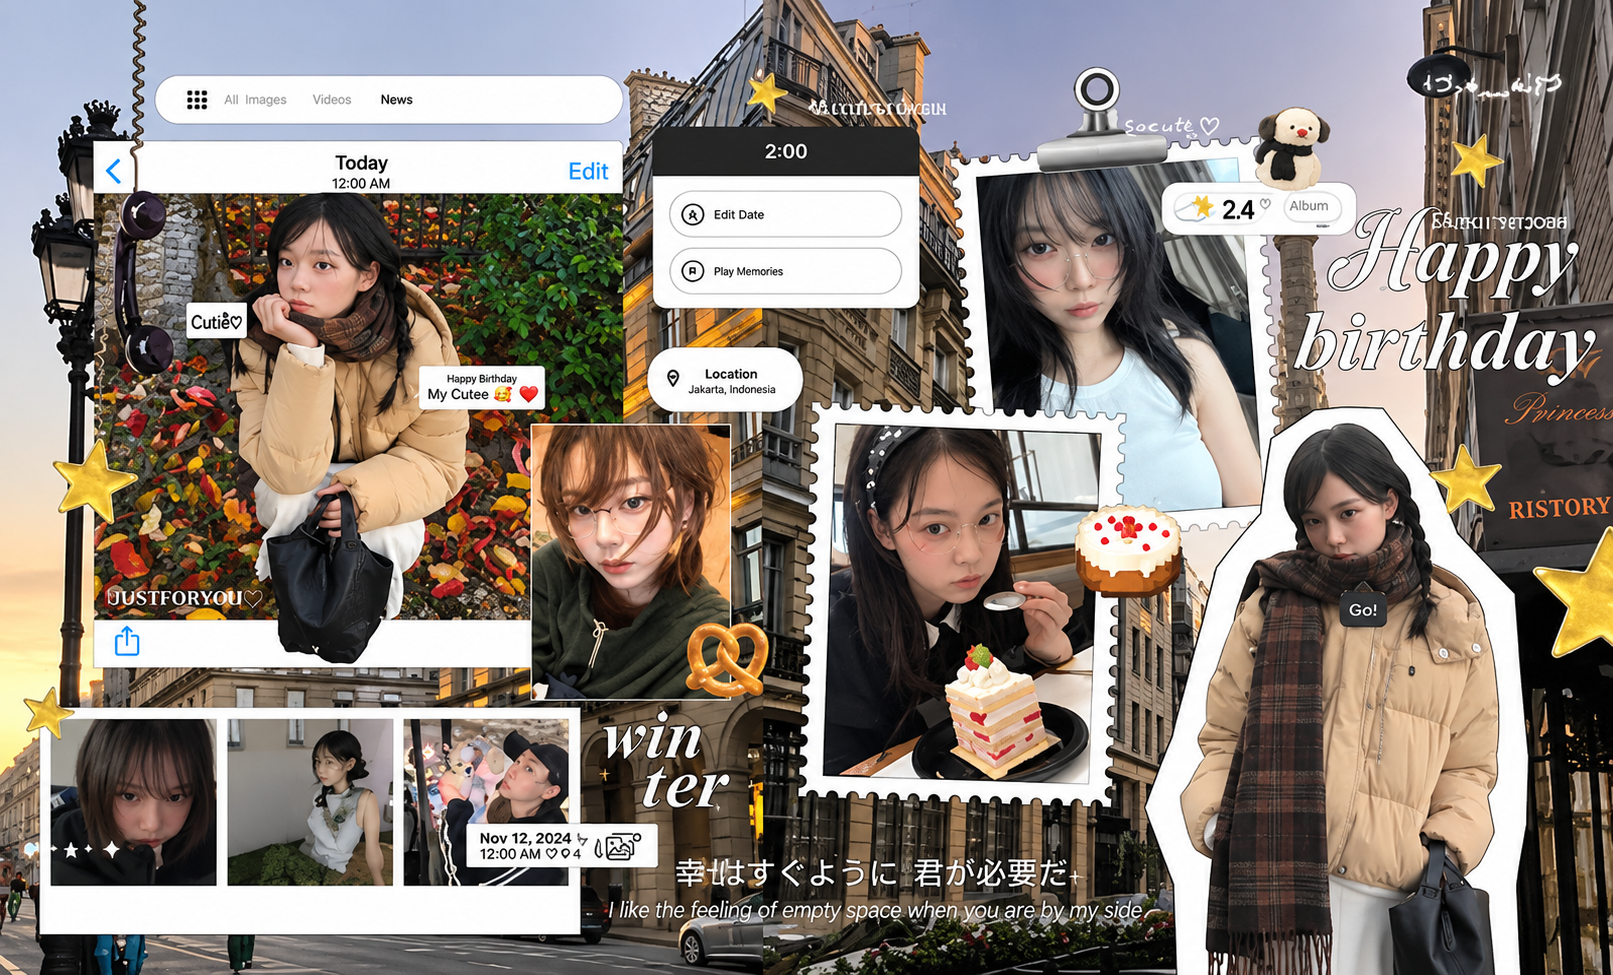 All Images Videos News
Today
12:00 AM
Edit
Cutie♡
Happy Birthday
My Cutee 🥰 ❤️
JUSTFORYOU♡
2:00
Edit Date
Play Memories
Location
Jakarta, Indonesia
socute ♡
2.4 ♡ Album
Happy
birthday
Princess
RISTORY
Go!
win
ter
Nov 12, 2024
12:00 AM ♡ 4
幸せはすぐように 君が必要だ
I like the feeling of empty space when you are by my side